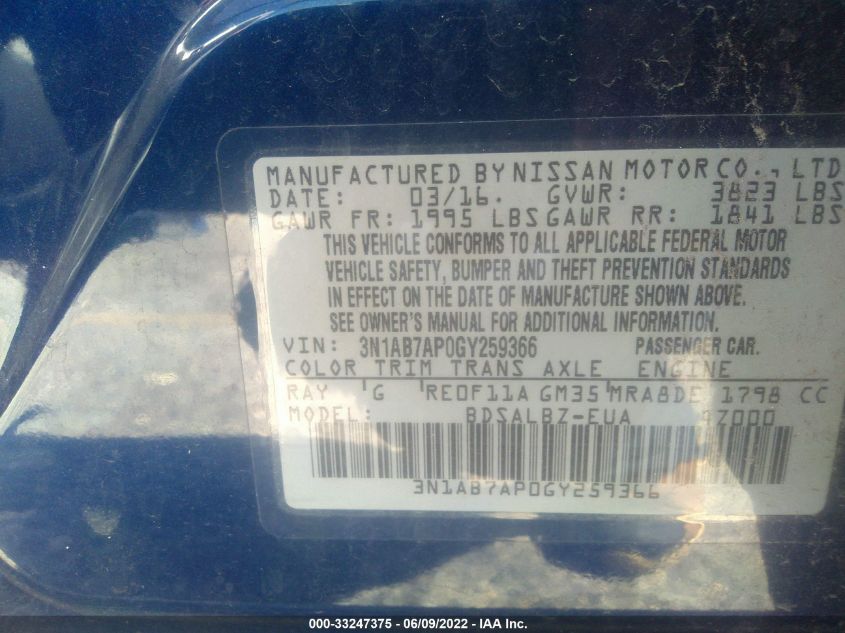 MANUFACTURED BY NISSAN MOTOR CO., LTD
DATE: 03/16. GVWR: 3823 LBS
GAWR FR: 1995 LBS GAWR RR: 1841 LBS
THIS VEHICLE CONFORMS TO ALL APPLICABLE FEDERAL MOTOR
VEHICLE SAFETY, BUMPER AND THEFT PREVENTION STANDARDS
IN EFFECT ON THE DATE OF MANUFACTURE SHOWN ABOVE.
SEE OWNER'S MANUAL FOR ADDITIONAL INFORMATION.
VIN: 3N1AB7AP0GY259366 PASSENGER CAR.
COLOR TRIM TRANS AXLE ENGINE
RAY G RE0F11A GM35 MRA8DE 1798 CC
MODEL: BDSALBZ-EUA
3N1AB7AP0GY259366
000-33247375 - 06/09/2022 - IAA Inc.